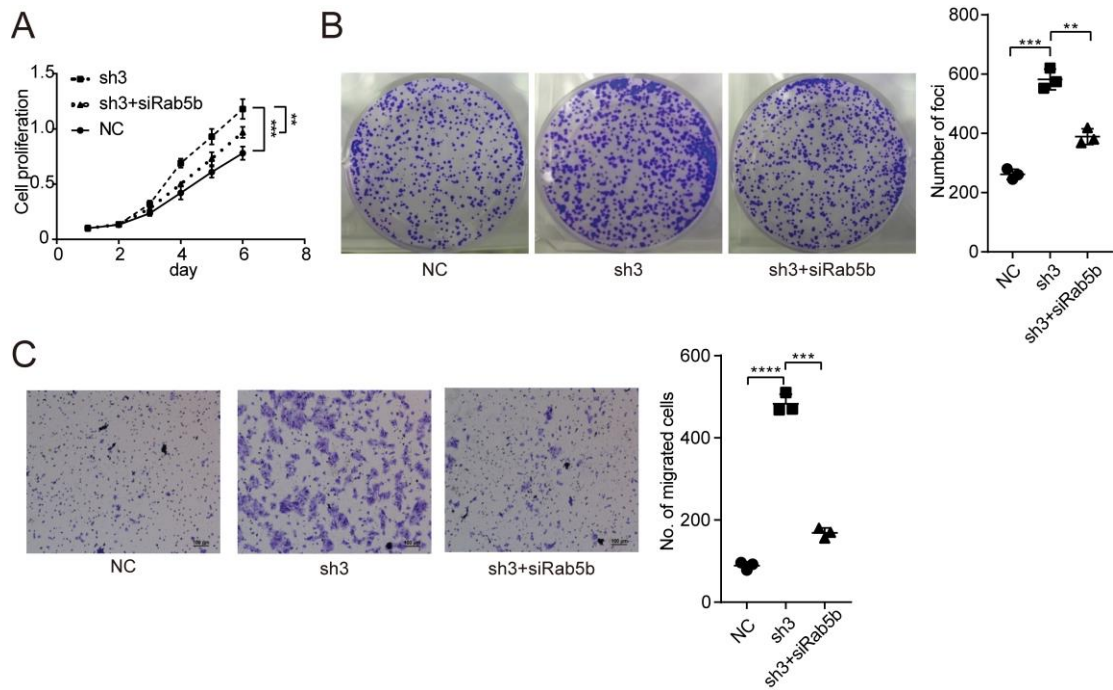 A
1.5
1.0
0.5
0
0
2
4
6
8
Cell proliferation
day
sh3
sh3+siRab5b
NC
***
**
B
NC
sh3
sh3+siRab5b
800
600
400
200
0
Number of foci
***
**
NC
sh3
sh3+siRab5b
C
100 μm
NC
sh3
sh3+siRab5b
600
400
200
0
No. of migrated cells
****
***
NC
sh3
sh3+siRab5b